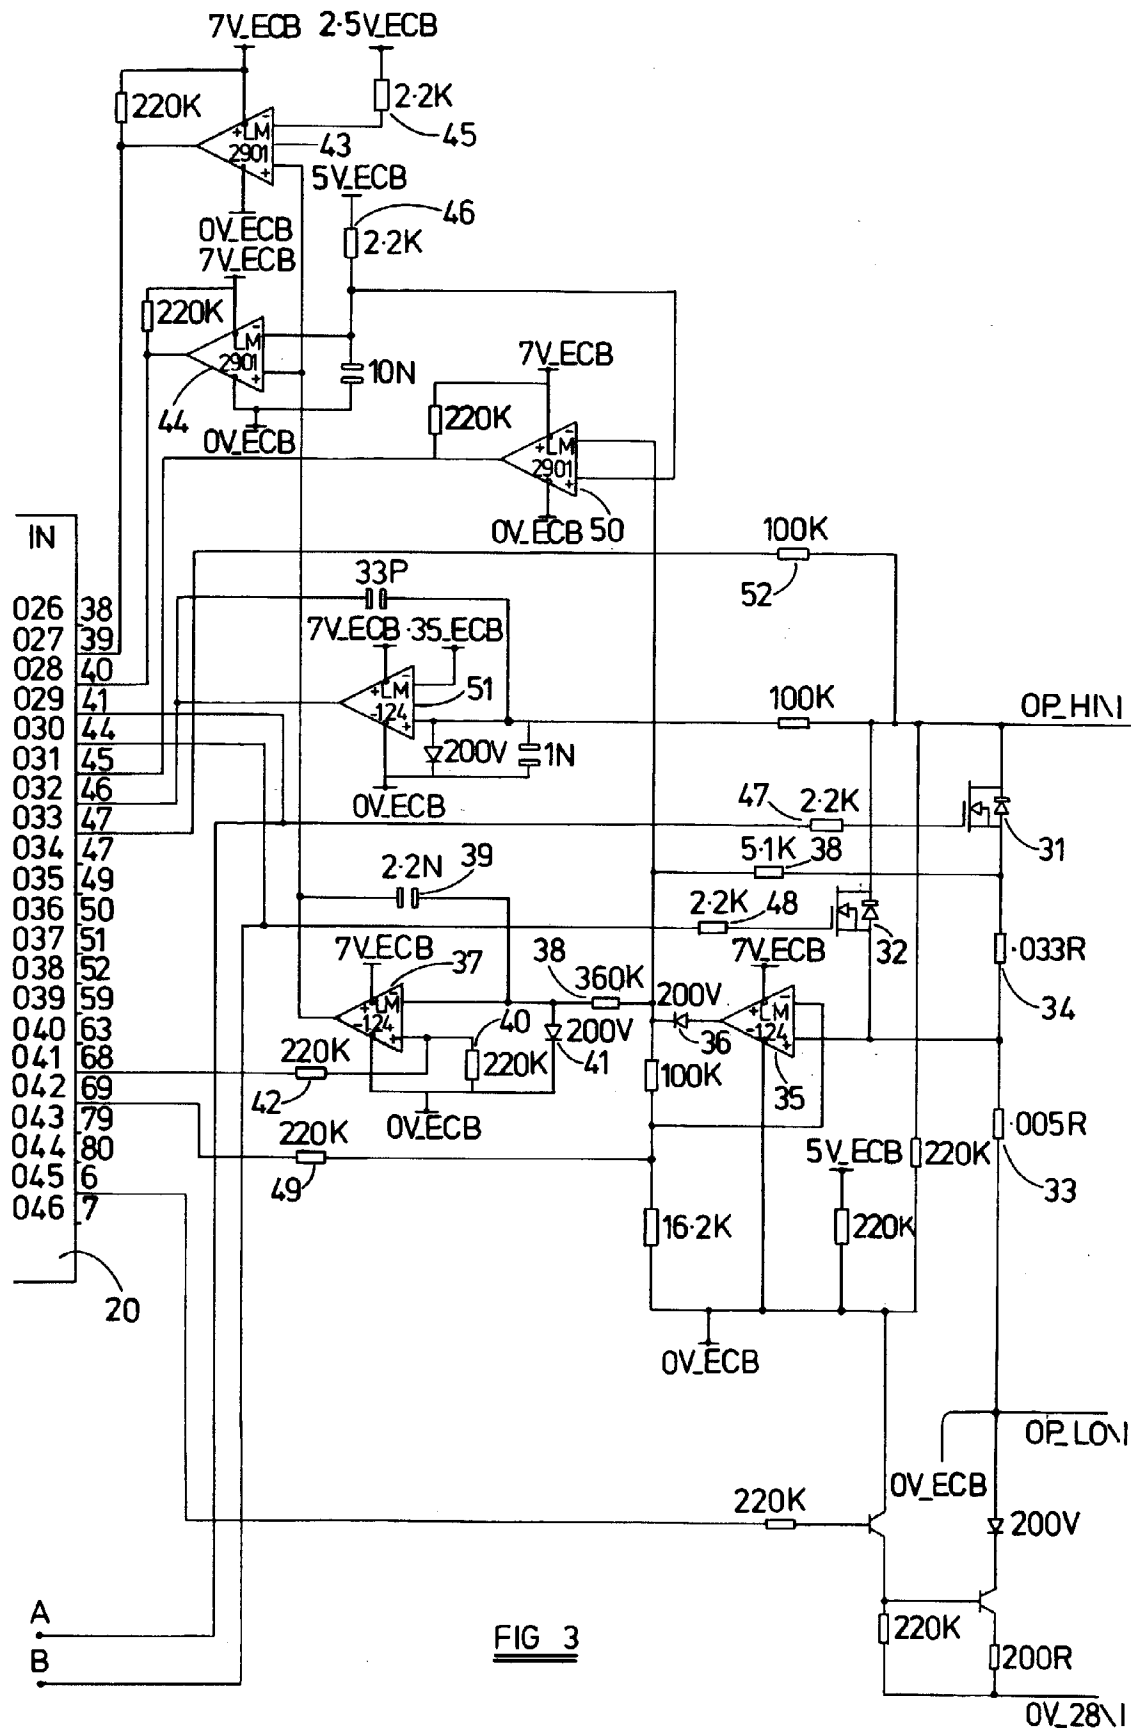 7V_ECB 2·5V_ECB
220K
2·2K
+LM-
2901
+
43
45
0V_ECB
5V_ECB
46
7V_ECB
2·2K
220K
LM-
2901
+
10N
44
0V_ECB
7V_ECB
220K
+LM-
2901
+
0V_ECB 50
IN
100K
52
33P
026 38
027 39
028 40
029 41
030 44
031 45
032 46
033 47
034 47
035 49
036 50
037 51
038 52
039 59
040 63
041 68
042 69
043 79
044 80
045 6
046 7
20
7V_ECB ·35_ECB
+LM-
-124+
51
200V
1N
0V_ECB
100K
OP_HI\1
47 2·2K
31
5·1K 38
2·2N 39
2·2K 48
32
·033R
34
7V_ECB 37
+LM-
-124+
38
360K
200V
36
7V_ECB
+LM-
-124+
35
40
200V
41
220K
220K
42
0V_ECB
100K
·005R
33
220K
49
5V_ECB
220K
16·2K
220K
0V_ECB
OP_LO\1
0V_ECB
220K
200V
A
B
220K
200R
0V_28\1
FIG 3